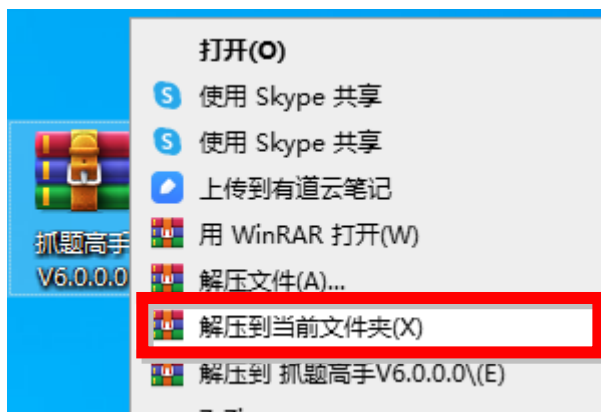 打开(O)
使用 Skype 共享
使用 Skype 共享
上传到有道云笔记
抓题高手
V6.0.0.0
用 WinRAR 打开(W)
解压文件(A)...
解压到当前文件夹(X)
解压到 抓题高手V6.0.0.0\(E)